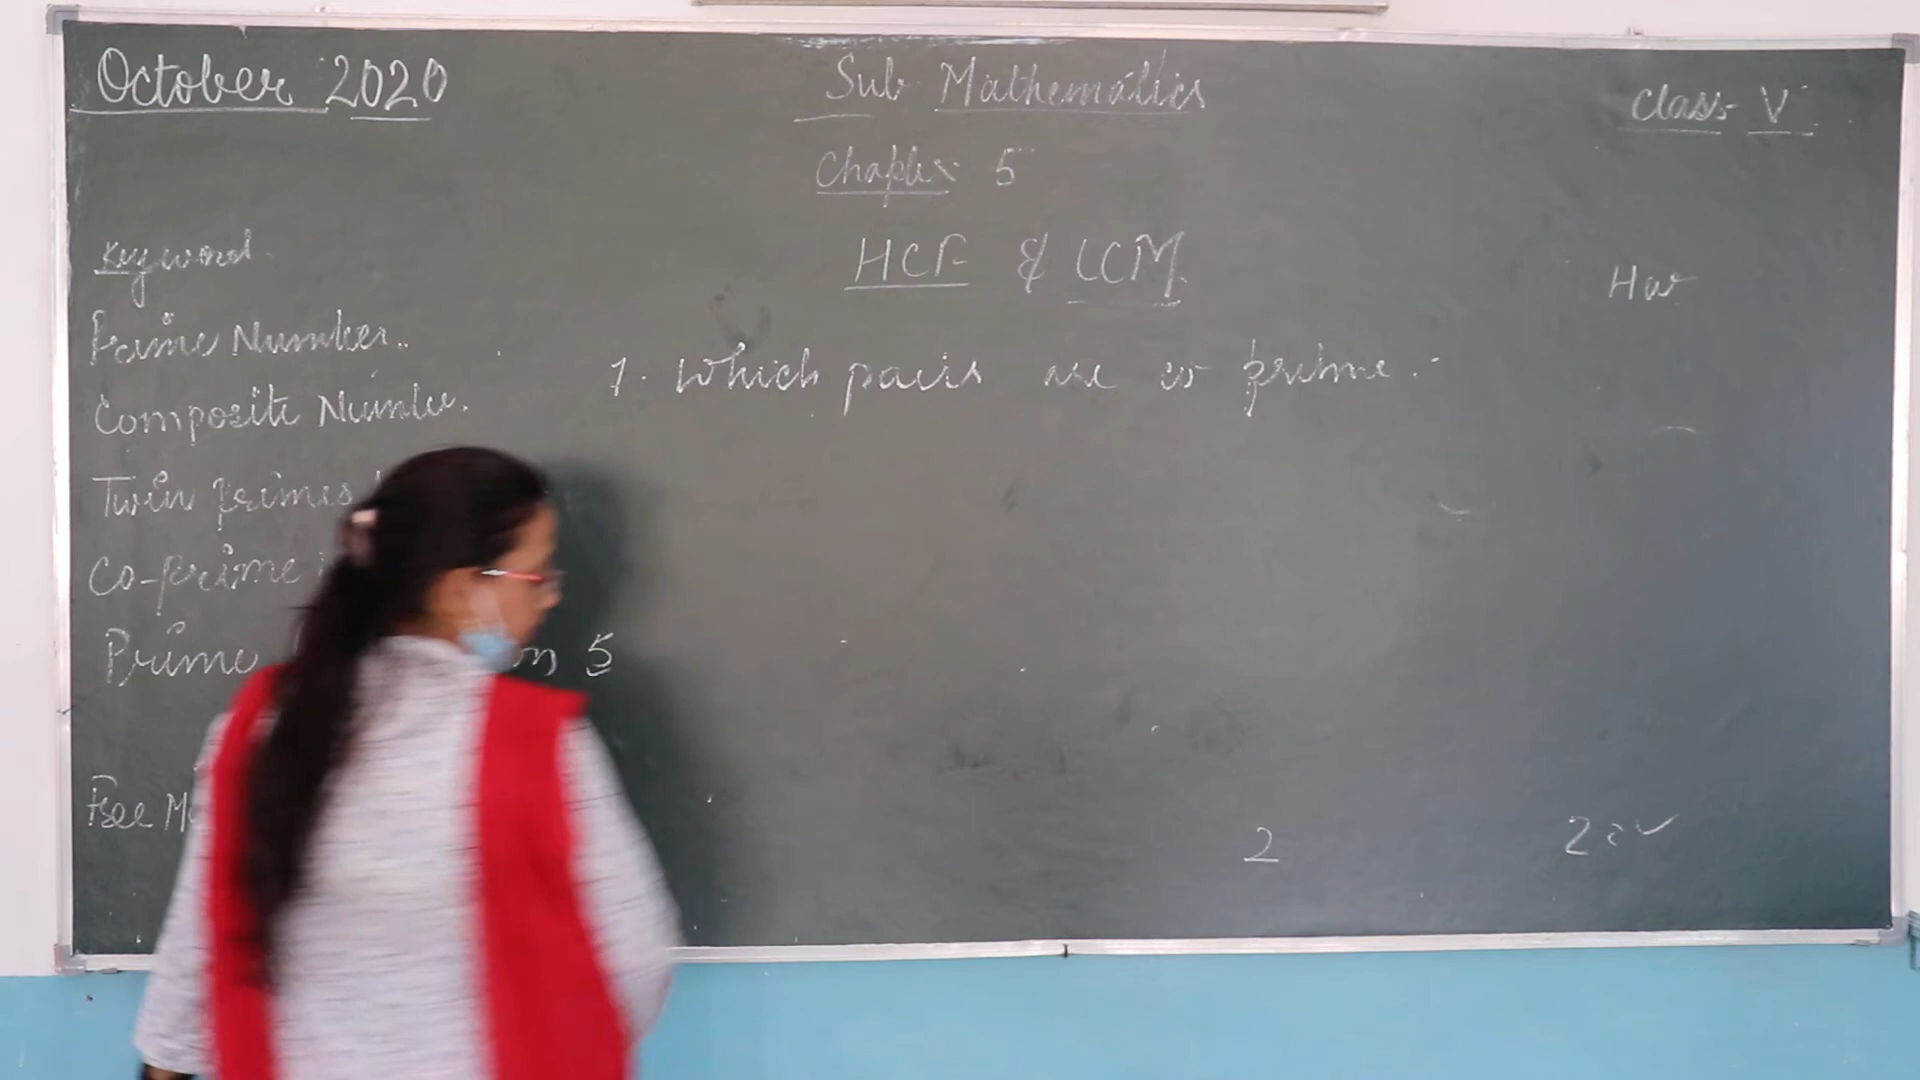 October 2020
Sub Mathematics
Class V
Chapter 5
HCF & LCM
Keyword
Hw
Prime Number.
1. Which pairs are co prime.
Composite Number.
Twin primes
Co-prime
Prime
5
2
2